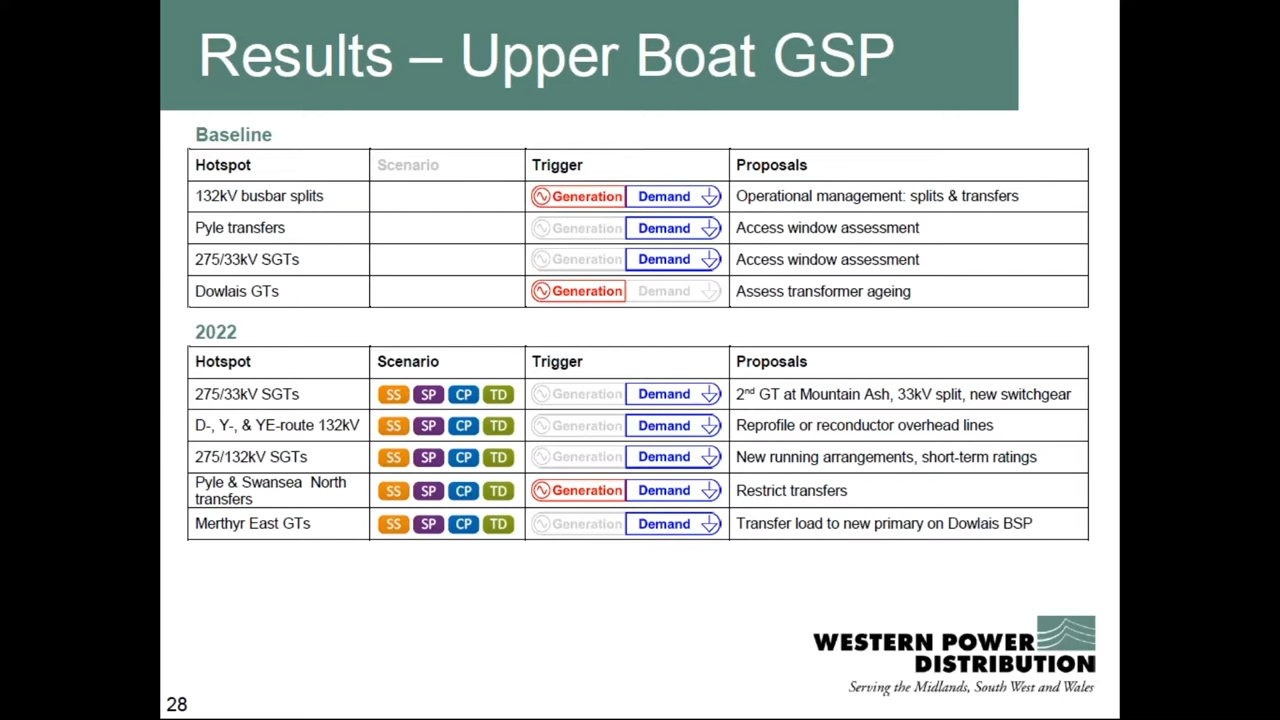 Results – Upper Boat GSP
Baseline
Hotspot Scenario Trigger Proposals
132kV busbar splits Generation Demand Operational management: splits & transfers
Pyle transfers Generation Demand Access window assessment
275/33kV SGTs Generation Demand Access window assessment
Dowlais GTs Generation Demand Assess transformer ageing
2022
Hotspot Scenario Trigger Proposals
275/33kV SGTs SS SP CP TD Generation Demand 2nd GT at Mountain Ash, 33kV split, new switchgear
D-, Y-, & YE-route 132kV SS SP CP TD Generation Demand Reprofile or reconductor overhead lines
275/132kV SGTs SS SP CP TD Generation Demand New running arrangements, short-term ratings
Pyle & Swansea North
transfers SS SP CP TD Generation Demand Restrict transfers
Merthyr East GTs SS SP CP TD Generation Demand Transfer load to new primary on Dowlais BSP
WESTERN POWER
DISTRIBUTION
Serving the Midlands, South West and Wales
28